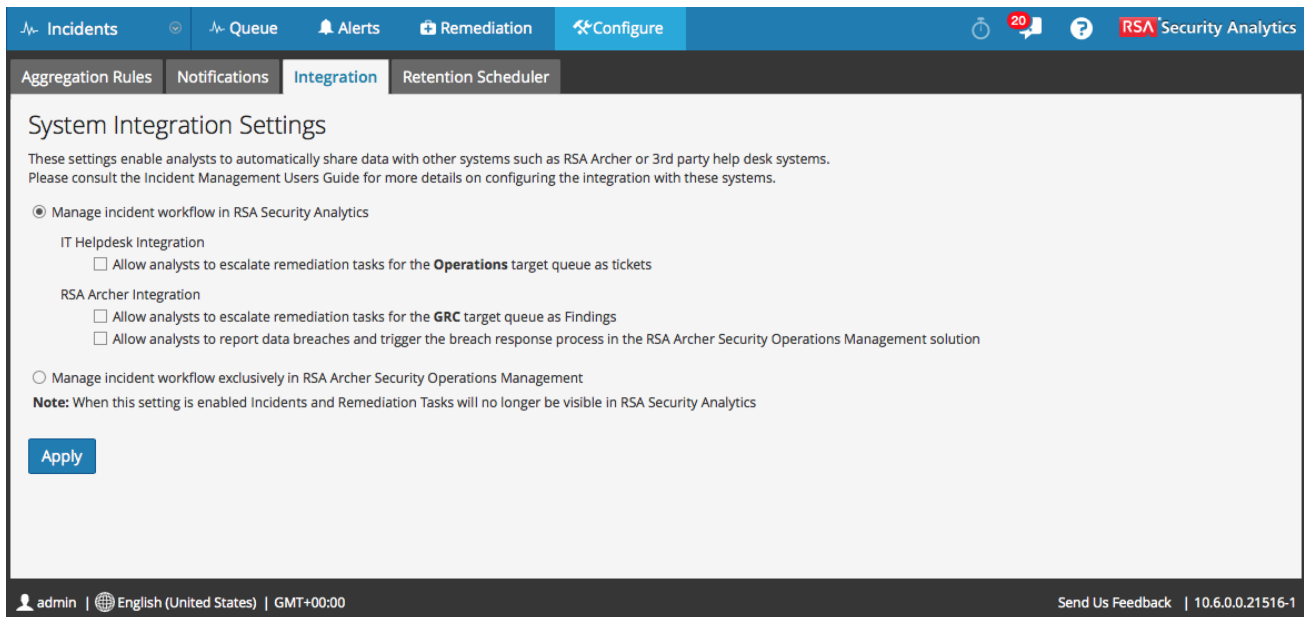 Incidents Queue Alerts Remediation Configure 20 ? RSA Security Analytics
Aggregation Rules Notifications Integration Retention Scheduler
System Integration Settings
These settings enable analysts to automatically share data with other systems such as RSA Archer or 3rd party help desk systems.
Please consult the Incident Management Users Guide for more details on configuring the integration with these systems.
Manage incident workflow in RSA Security Analytics
IT Helpdesk Integration
Allow analysts to escalate remediation tasks for the Operations target queue as tickets
RSA Archer Integration
Allow analysts to escalate remediation tasks for the GRC target queue as Findings
Allow analysts to report data breaches and trigger the breach response process in the RSA Archer Security Operations Management solution
Manage incident workflow exclusively in RSA Archer Security Operations Management
Note: When this setting is enabled Incidents and Remediation Tasks will no longer be visible in RSA Security Analytics
Apply
admin | English (United States) | GMT+00:00 Send Us Feedback | 10.6.0.0.21516-1